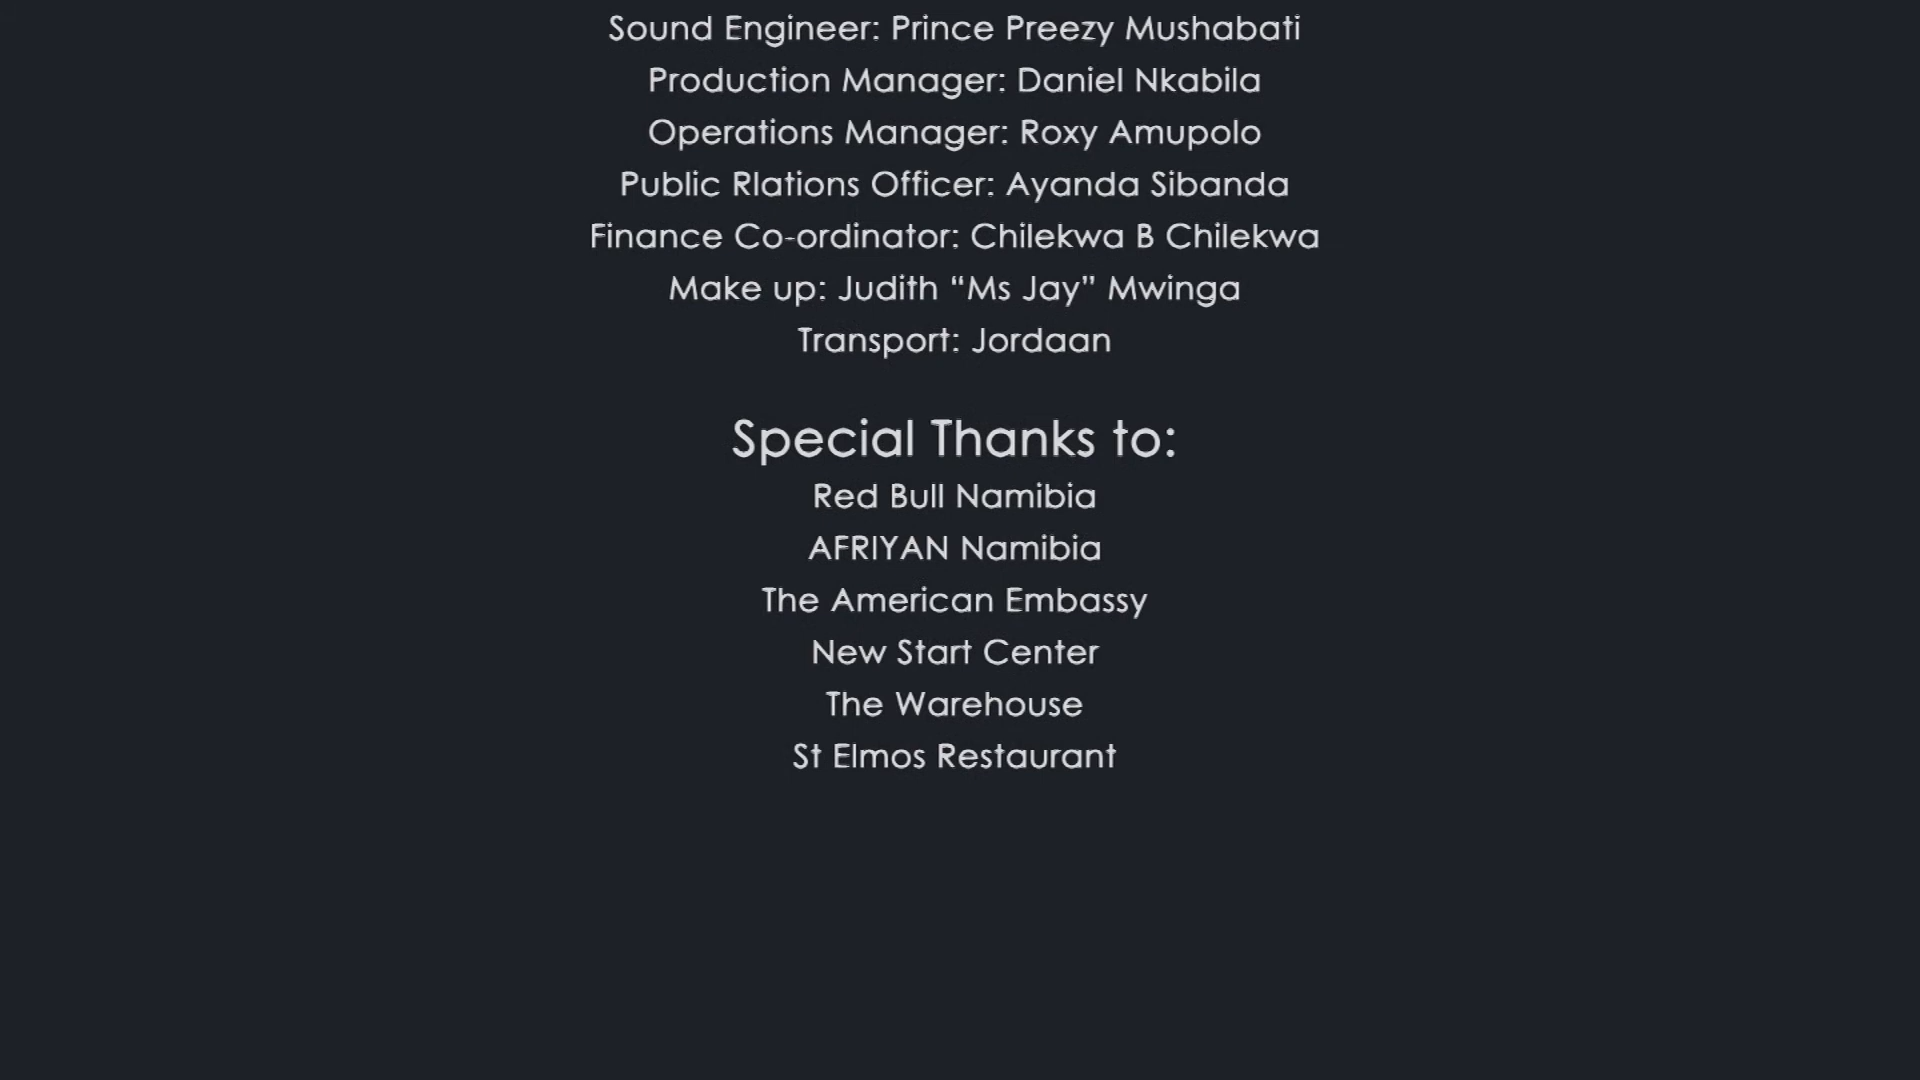 Sound Engineer: Prince Preezy Mushabati
Production Manager: Daniel Nkabila
Operations Manager: Roxy Amupolo
Public Rlations Officer: Ayanda Sibanda
Finance Co-ordinator: Chilekwa B Chilekwa
Make up: Judith “Ms Jay” Mwinga
Transport: Jordaan
Special Thanks to:
Red Bull Namibia
AFRIYAN Namibia
The American Embassy
New Start Center
The Warehouse
St Elmos Restaurant